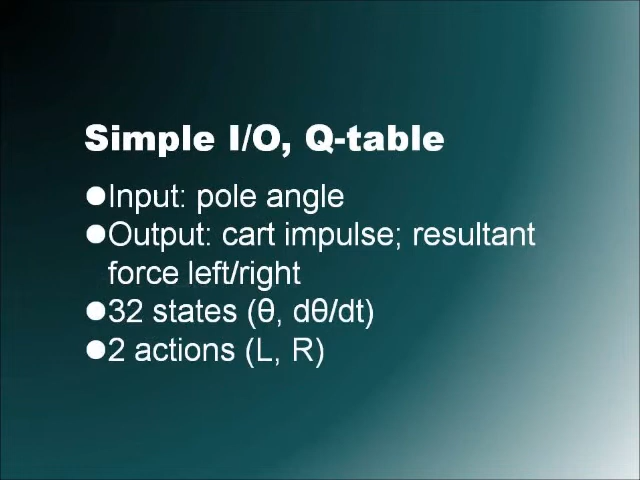 Simple I/O, Q-table
●Input: pole angle
●Output: cart impulse; resultant
force left/right
●32 states (θ, dθ/dt)
●2 actions (L, R)